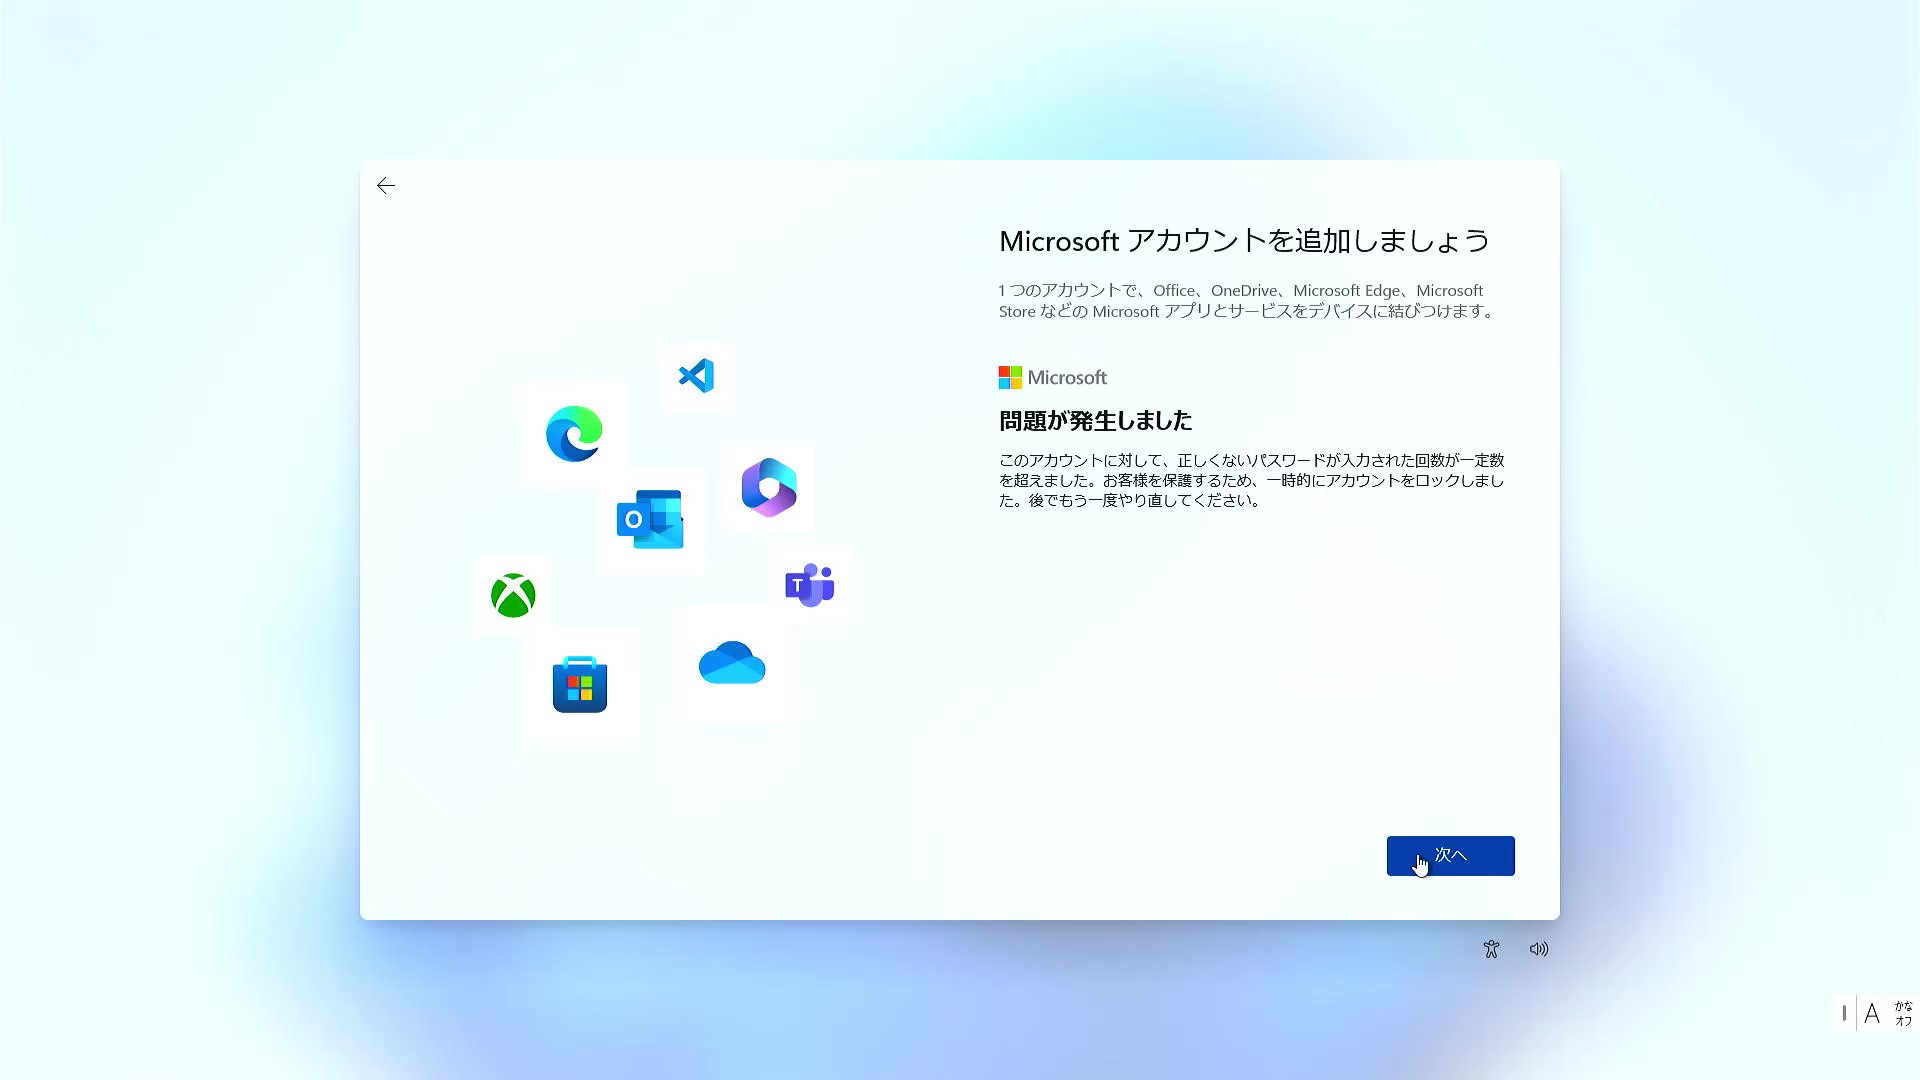 Microsoft アカウントを追加しましょう
1 つのアカウントで、Office、OneDrive、Microsoft Edge、Microsoft
Store などの Microsoft アプリとサービスをデバイスに結びつけます。
Microsoft
問題が発生しました
このアカウントに対して、正しくないパスワードが入力された回数が一定数
を超えました。お客様を保護するため、一時的にアカウントをロックしまし
た。後でもう一度やり直してください。
O
T
次へ
A
かな
オフ